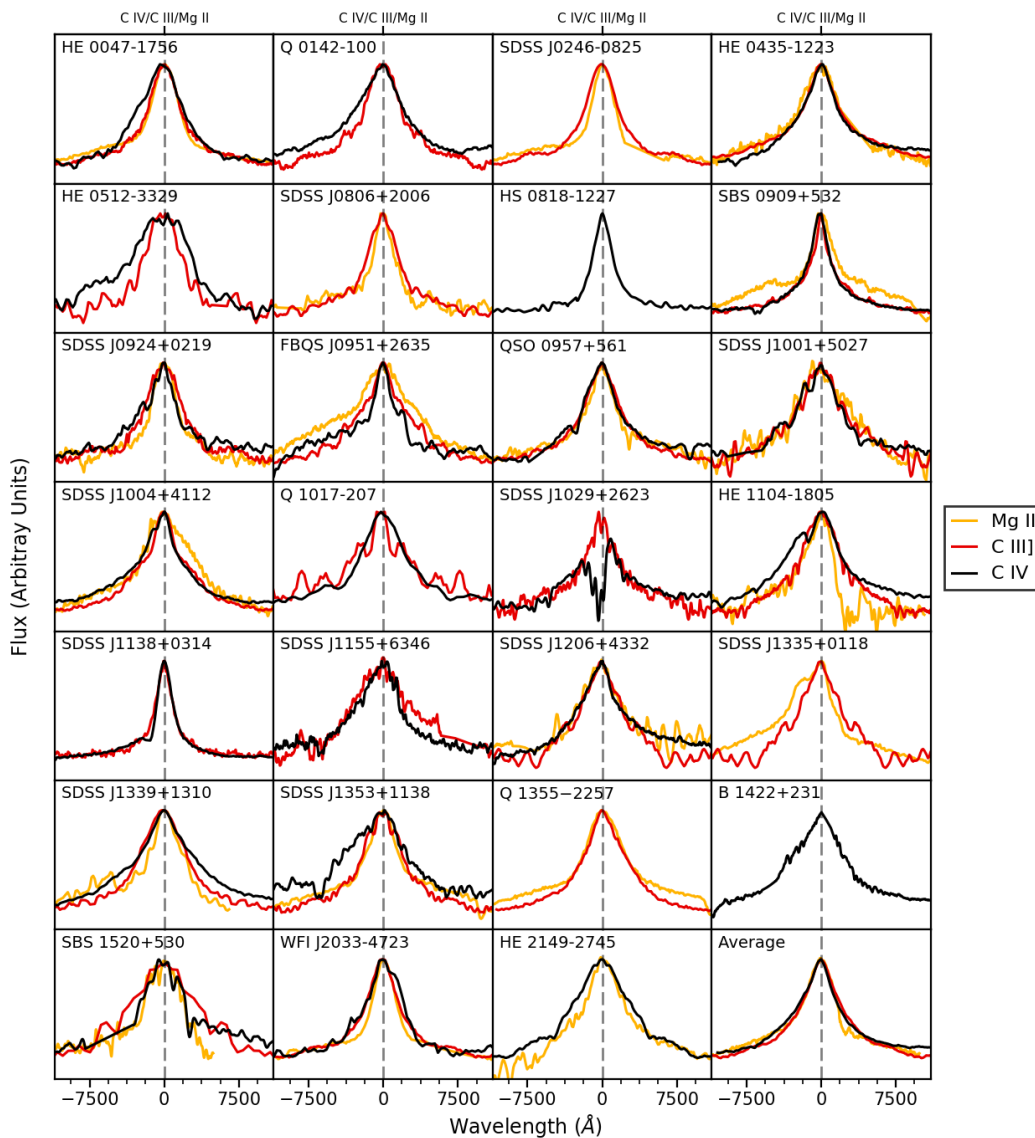 C IV/C III/Mg II C IV/C III/Mg II C IV/C III/Mg II C IV/C III/Mg II
HE 0047-1756 Q 0142-100 SDSS J0246-0825 HE 0435-1223
HE 0512-3329 SDSS J0806+2006 HS 0818-1227 SBS 0909+532
SDSS J0924+0219 FBQS J0951+2635 QSO 0957+561 SDSS J1001+5027
SDSS J1004+4112 Q 1017-207 SDSS J1029+2623 HE 1104-1805
SDSS J1138+0314 SDSS J1155+6346 SDSS J1206+4332 SDSS J1335+0118
SDSS J1339+1310 SDSS J1353+1138 Q 1355−2257 B 1422+231
SBS 1520+530 WFI J2033-4723 HE 2149-2745 Average
Flux (Arbitray Units)
Mg II
C III]
C IV
−7500 0 7500 −7500 0 7500 −7500 0 7500 −7500 0 7500
Wavelength (Å)